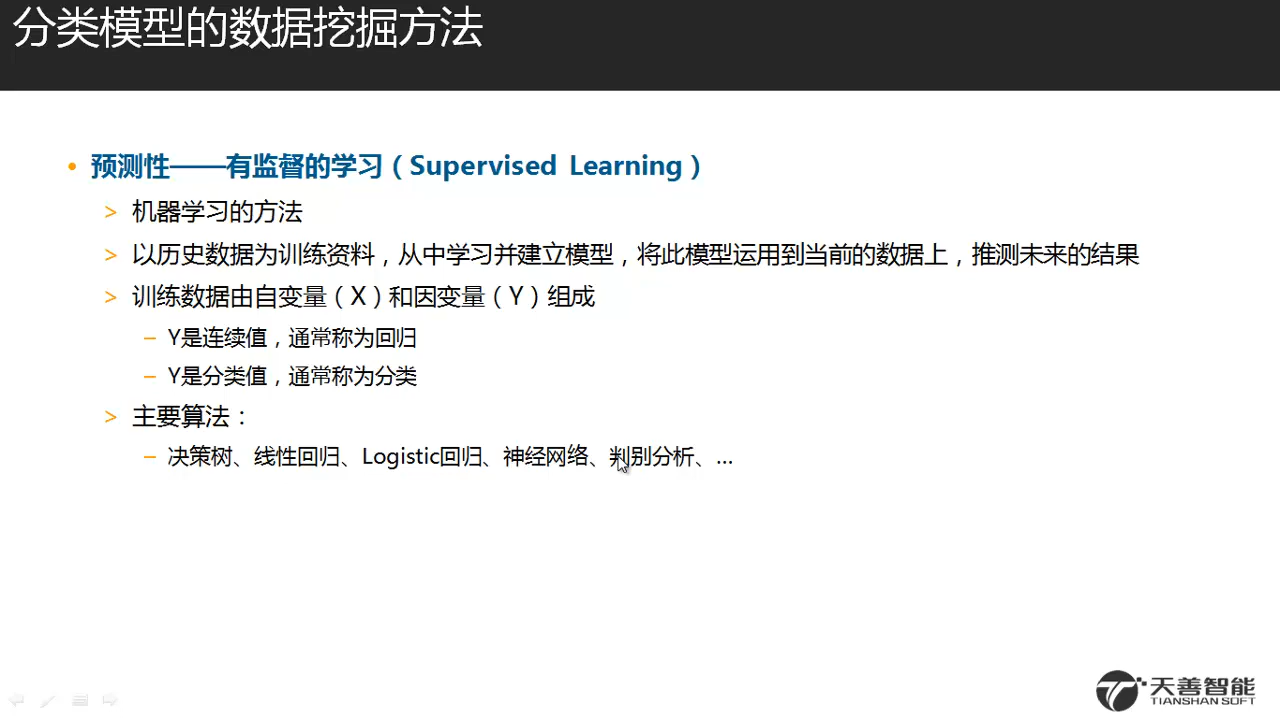 分类模型的数据挖掘方法
• 预测性——有监督的学习（Supervised Learning）
> 机器学习的方法
> 以历史数据为训练资料，从中学习并建立模型，将此模型运用到当前的数据上，推测未来的结果
> 训练数据由自变量（X）和因变量（Y）组成
– Y是连续值，通常称为回归
– Y是分类值，通常称为分类
> 主要算法：
– 决策树、线性回归、Logistic回归、神经网络、判别分析、…
天善智能
TIANSHAN SOFT